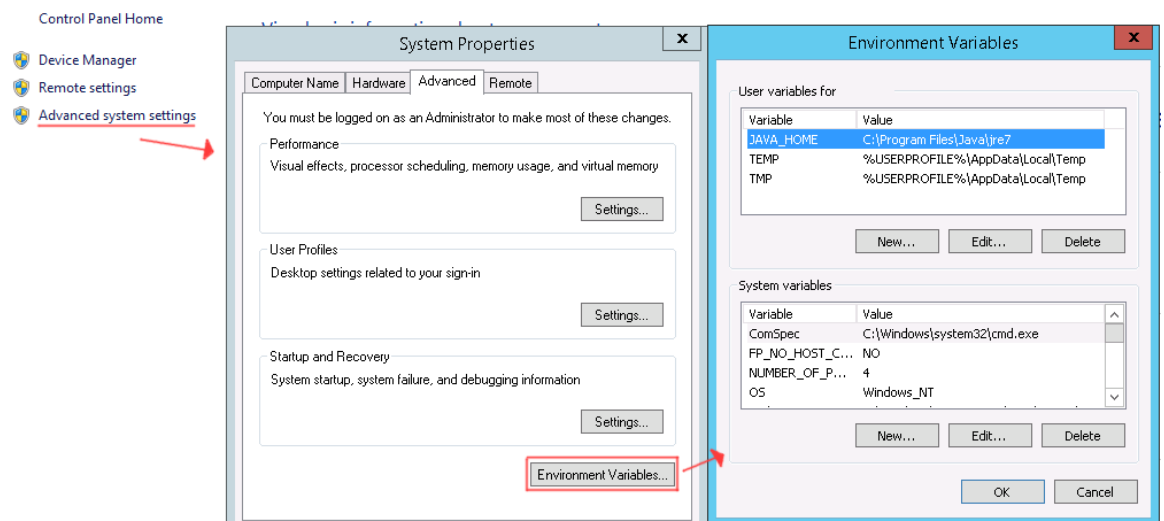 Control Panel Home
Device Manager
Remote settings
Advanced system settings
System Properties
x
Computer Name Hardware Advanced Remote
You must be logged on as an Administrator to make most of these changes.
Performance
Visual effects, processor scheduling, memory usage, and virtual memory
Settings...
User Profiles
Desktop settings related to your sign-in
Settings...
Startup and Recovery
System startup, system failure, and debugging information
Settings...
Environment Variables...
Environment Variables
x
User variables for
Variable Value
JAVA_HOME C:\Program Files\Java\jre7
TEMP %USERPROFILE%\AppData\Local\Temp
TMP %USERPROFILE%\AppData\Local\Temp
New... Edit... Delete
System variables
Variable Value
ComSpec C:\Windows\system32\cmd.exe
FP_NO_HOST_C... NO
NUMBER_OF_P... 4
OS Windows_NT
New... Edit... Delete
OK Cancel